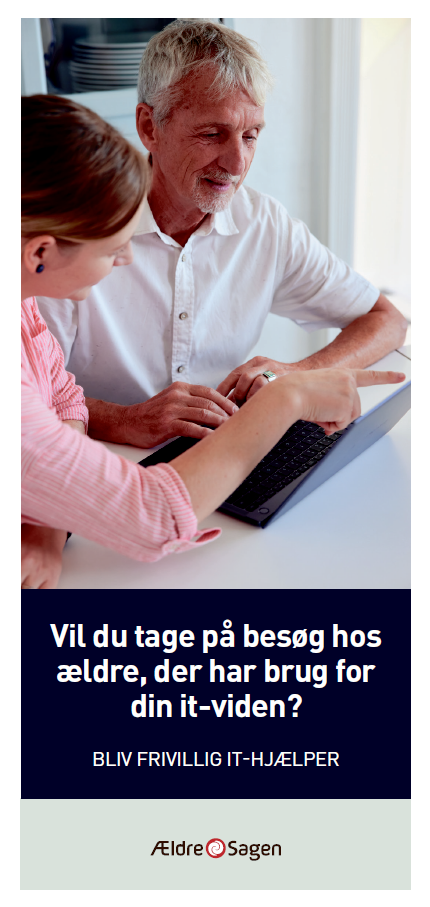 Vil du tage på besøg hos
ældre, der har brug for
din it-viden?
BLIV FRIVILLIG IT-HJÆLPER
Ældre Sagen